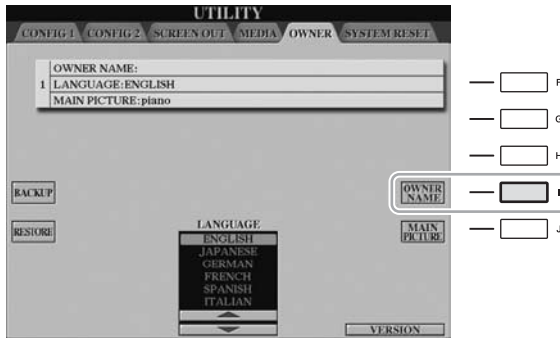 UTILITY
CONFIG 1 CONFIG 2 SCREEN OUT MEDIA OWNER SYSTEM RESET
OWNER NAME:
1 LANGUAGE:ENGLISH
MAIN PICTURE:piano
G
H
BACKUP
OWNER
NAME
RESTORE
MAIN
PICTURE
J
LANGUAGE
ENGLISH
JAPANESE
GERMAN
FRENCH
SPANISH
ITALIAN
VERSION